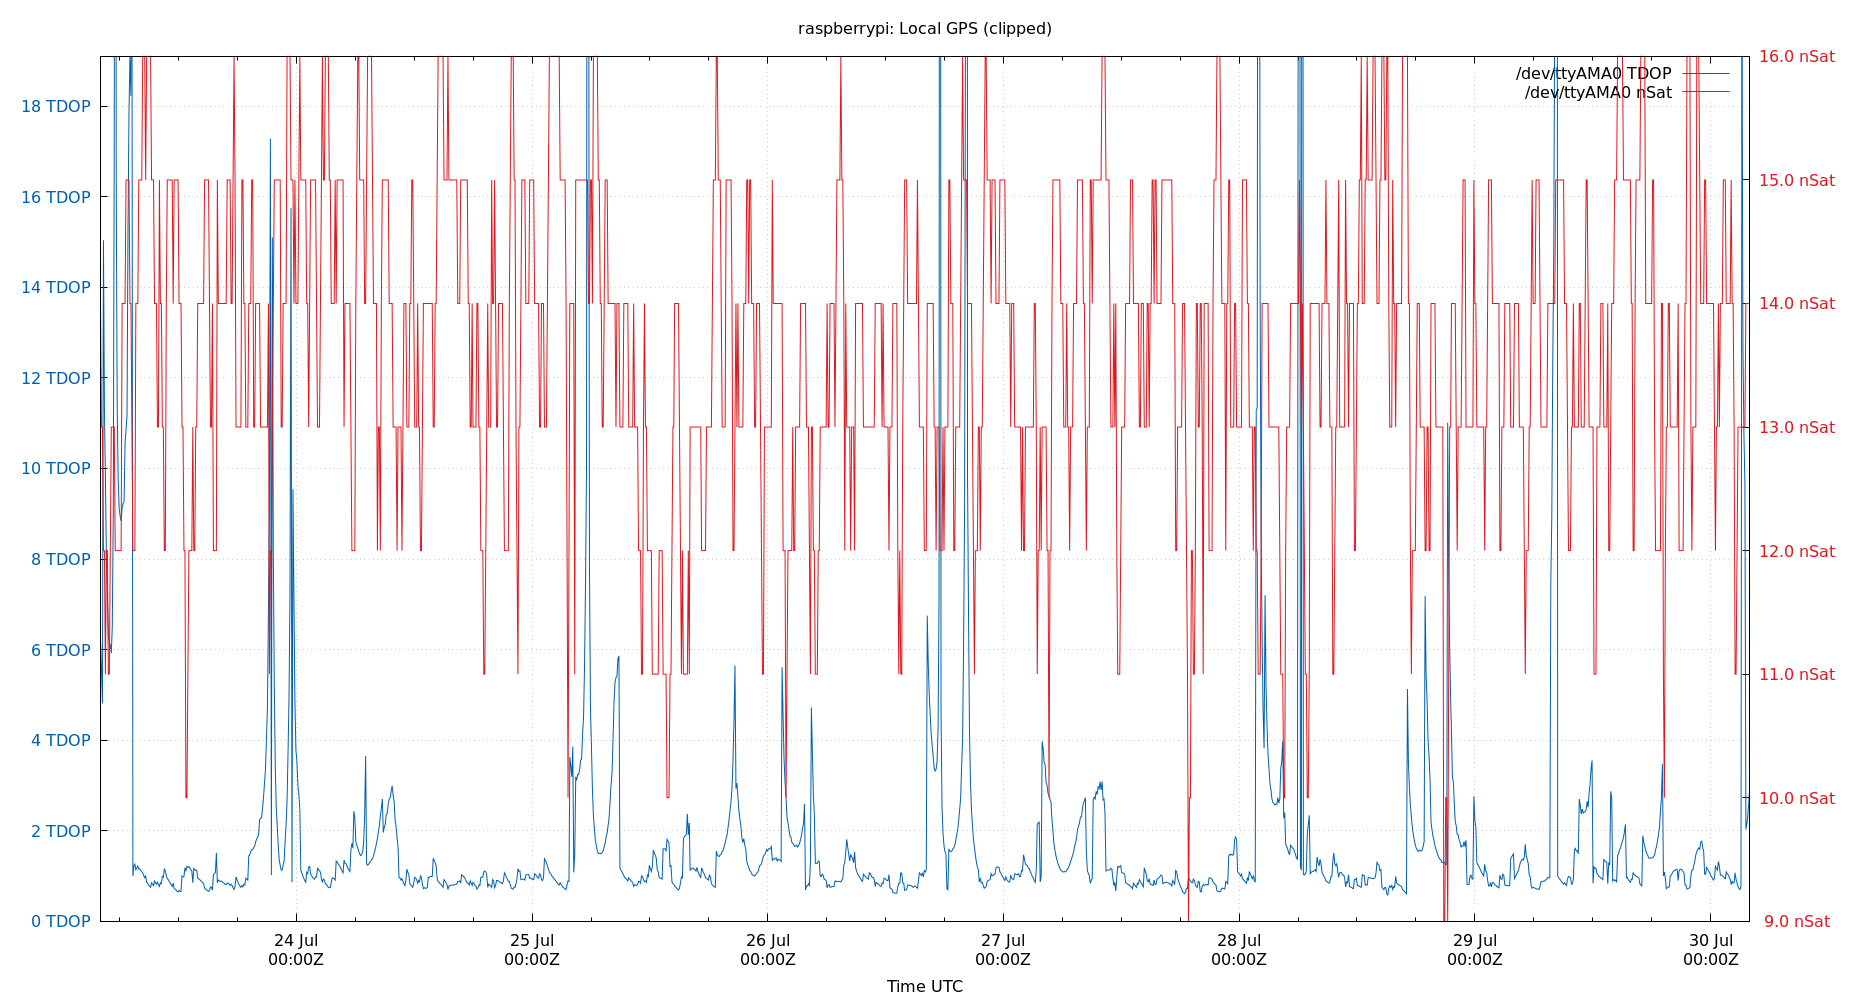 raspberrypi: Local GPS (clipped)
/dev/ttyAMA0 TDOP
/dev/ttyAMA0 nSat
18 TDOP
16 TDOP
14 TDOP
12 TDOP
10 TDOP
8 TDOP
6 TDOP
4 TDOP
2 TDOP
0 TDOP
16.0 nSat
15.0 nSat
14.0 nSat
13.0 nSat
12.0 nSat
11.0 nSat
10.0 nSat
9.0 nSat
24 Jul
00:00Z
25 Jul
00:00Z
26 Jul
00:00Z
27 Jul
00:00Z
28 Jul
00:00Z
29 Jul
00:00Z
30 Jul
00:00Z
Time UTC